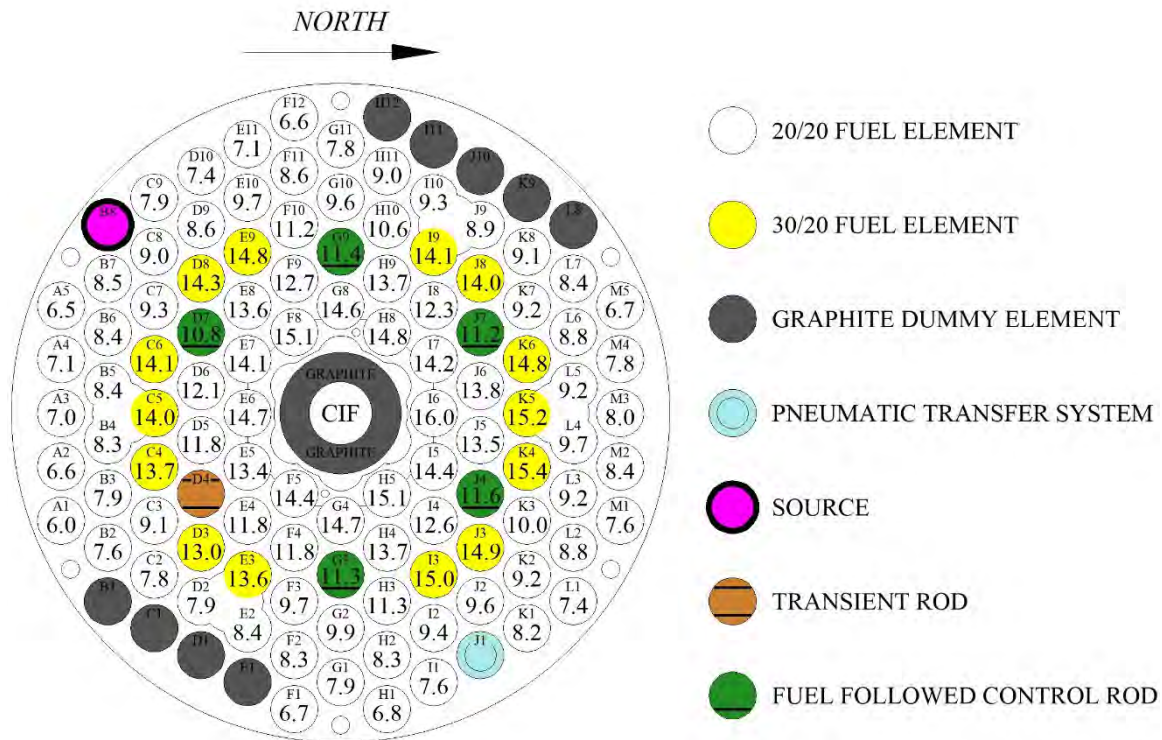 NORTH
F12
6.6
H12
E11
7.1
G11
7.8
I11
D10
7.4
F11
8.6
H11
9.0
J10
C9
7.9
E10
9.7
G10
9.6
I10
9.3
K9
B8
D9
8.6
F10
11.2
H10
10.6
J9
8.9
L8
C8
9.0
E9
14.8
G9
11.4
I9
14.1
K8
9.1
B7
8.5
D8
14.3
F9
12.7
H9
13.7
J8
14.0
L7
8.4
A5
6.5
C7
9.3
E8
13.6
G8
14.6
I8
12.3
K7
9.2
M5
6.7
B6
8.4
D7
10.8
F8
15.1
H8
14.8
J7
11.2
L6
8.8
A4
7.1
C6
14.1
E7
14.1
I7
14.2
K6
14.8
M4
7.8
B5
8.4
D6
12.1
GRAPHITE
J6
13.8
L5
9.2
A3
7.0
C5
14.0
E6
14.7
CIF
I6
16.0
K5
15.2
M3
8.0
B4
8.3
D5
11.8
GRAPHITE
J5
13.5
L4
9.7
A2
6.6
C4
13.7
E5
13.4
I5
14.4
K4
15.4
M2
8.4
B3
7.9
D4
F5
14.4
H5
15.1
J4
11.6
L3
9.2
A1
6.0
C3
9.1
E4
11.8
G4
14.7
I4
12.6
K3
10.0
M1
7.6
B2
7.6
D3
13.0
F4
11.8
H4
13.7
J3
14.9
L2
8.8
C2
7.8
E3
13.6
G3
11.3
I3
15.0
K2
9.2
B1
D2
7.9
F3
9.7
H3
11.3
J2
9.6
L1
7.4
C1
E2
8.4
G2
9.9
I2
9.4
K1
8.2
D1
F2
8.3
H2
8.3
J1
E1
G1
7.9
I1
7.6
F1
6.7
H1
6.8
20/20 FUEL ELEMENT
30/20 FUEL ELEMENT
GRAPHITE DUMMY ELEMENT
PNEUMATIC TRANSFER SYSTEM
SOURCE
TRANSIENT ROD
FUEL FOLLOWED CONTROL ROD